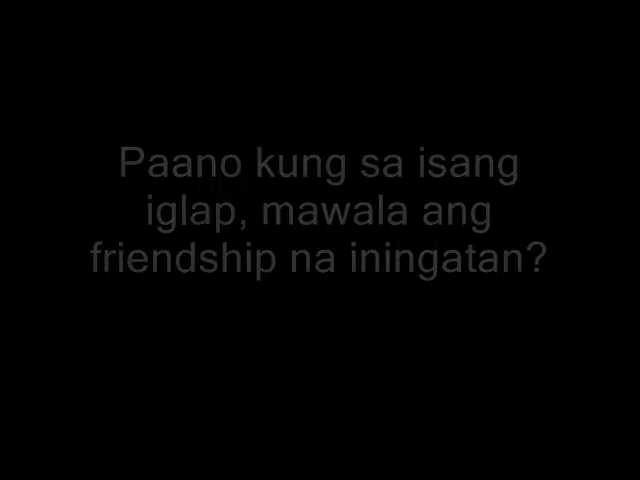 Paano kung sa isang
iglap, mawala ang
friendship na iningatan?